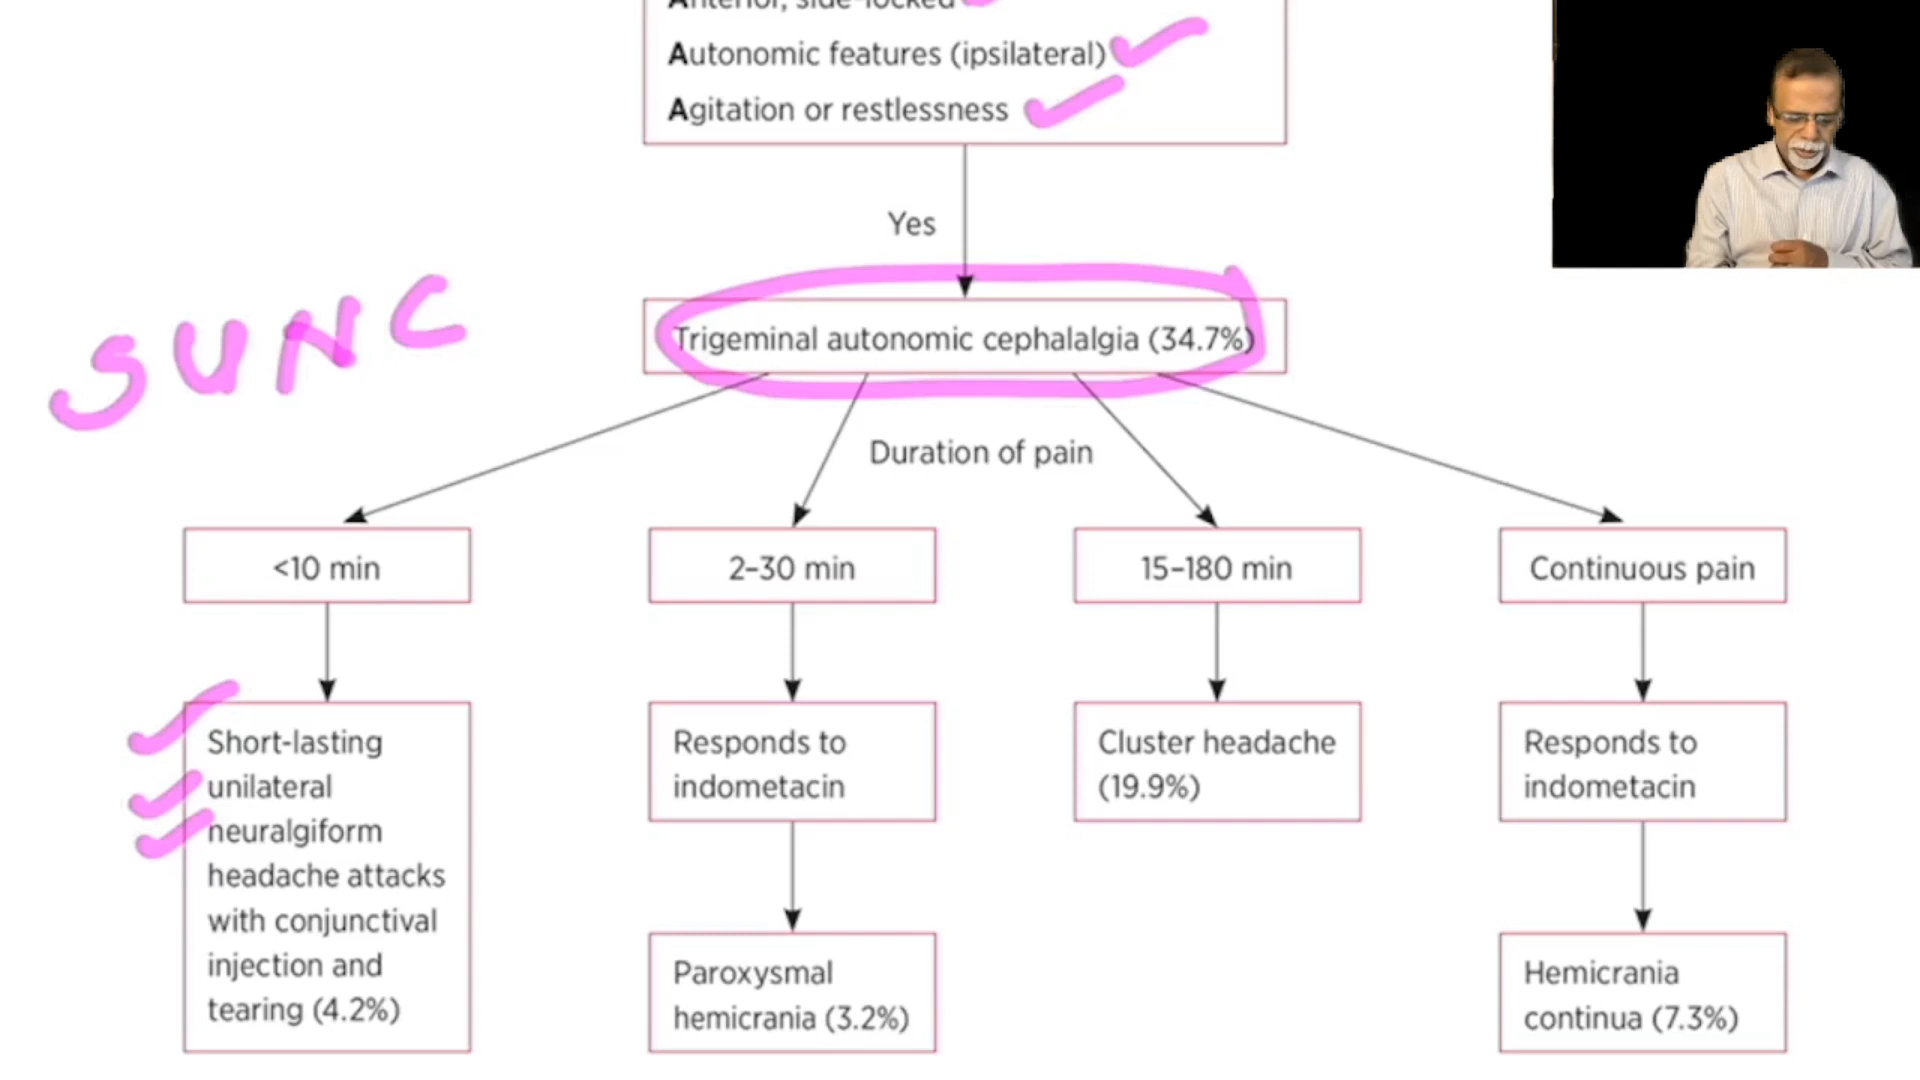 Anterior, side-locked
Autonomic features (ipsilateral)
Agitation or restlessness
Yes
SUNC
Trigeminal autonomic cephalalgia (34.7%)
Duration of pain
<10 min
2–30 min
15–180 min
Continuous pain
Short-lasting
unilateral
neuralgiform
headache attacks
with conjunctival
injection and
tearing (4.2%)
Responds to
indometacin
Cluster headache
(19.9%)
Responds to
indometacin
Paroxysmal
hemicrania (3.2%)
Hemicrania
continua (7.3%)